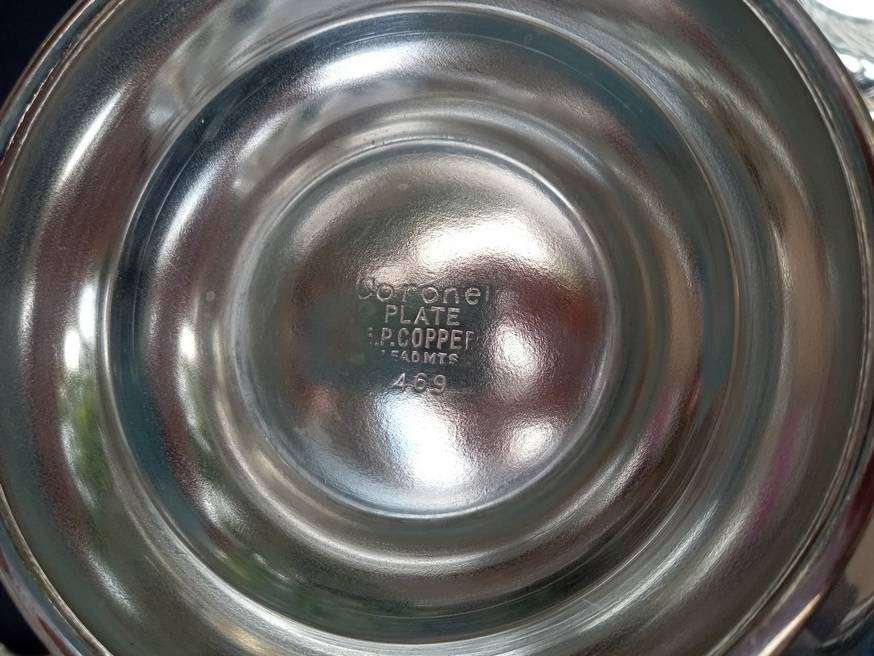 Coronet
PLATE
E.P.COPPER
LEAD MTS
469